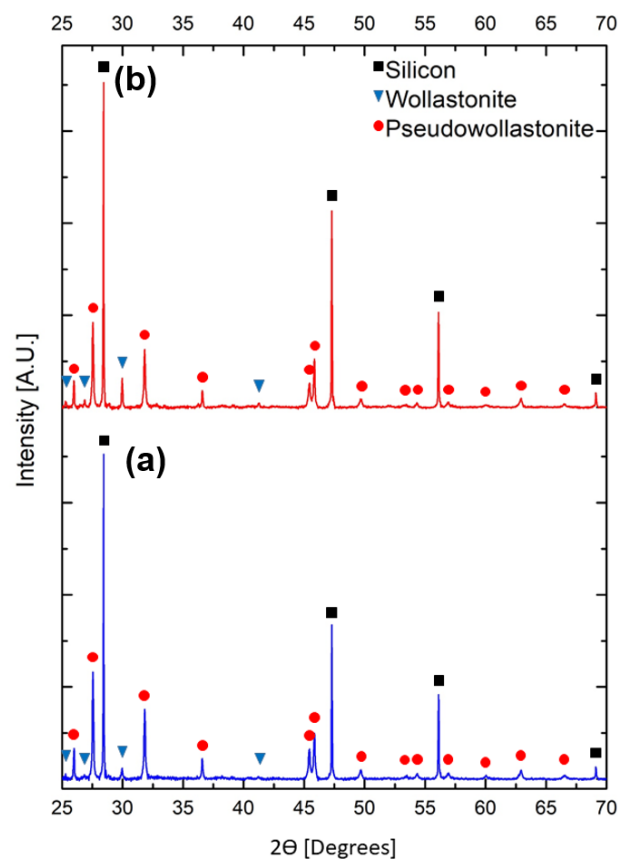 25 30 35 40 45 50 55 60 65 70
(b)
Silicon
Wollastonite
Pseudowollastonite
(a)
Intensity [A.U.]
25 30 35 40 45 50 55 60 65 70
2Θ [Degrees]